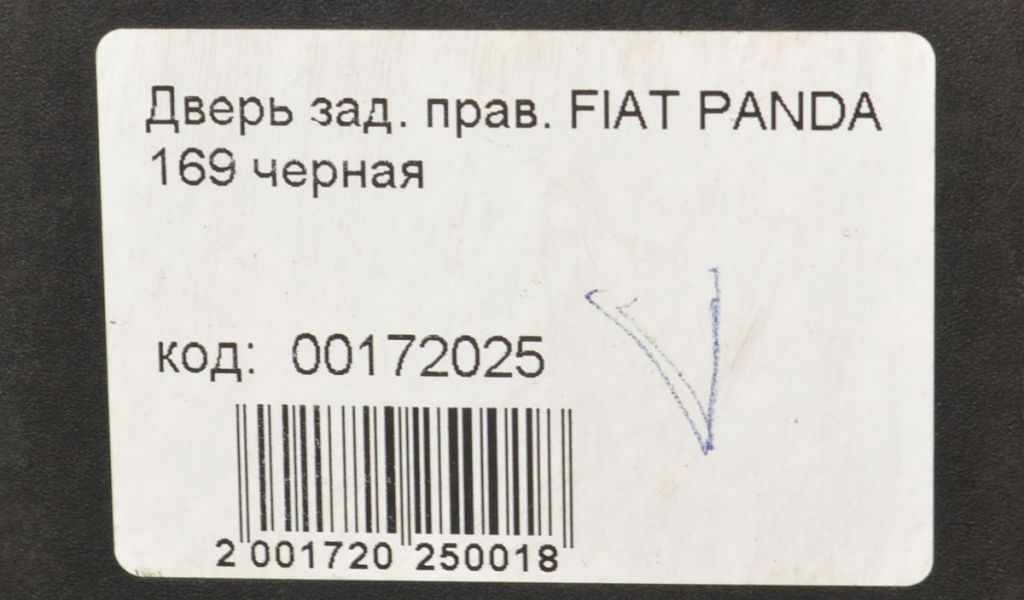 Дверь зад. прав. FIAT PANDA
169 черная
код: 00172025
2 001720 250018